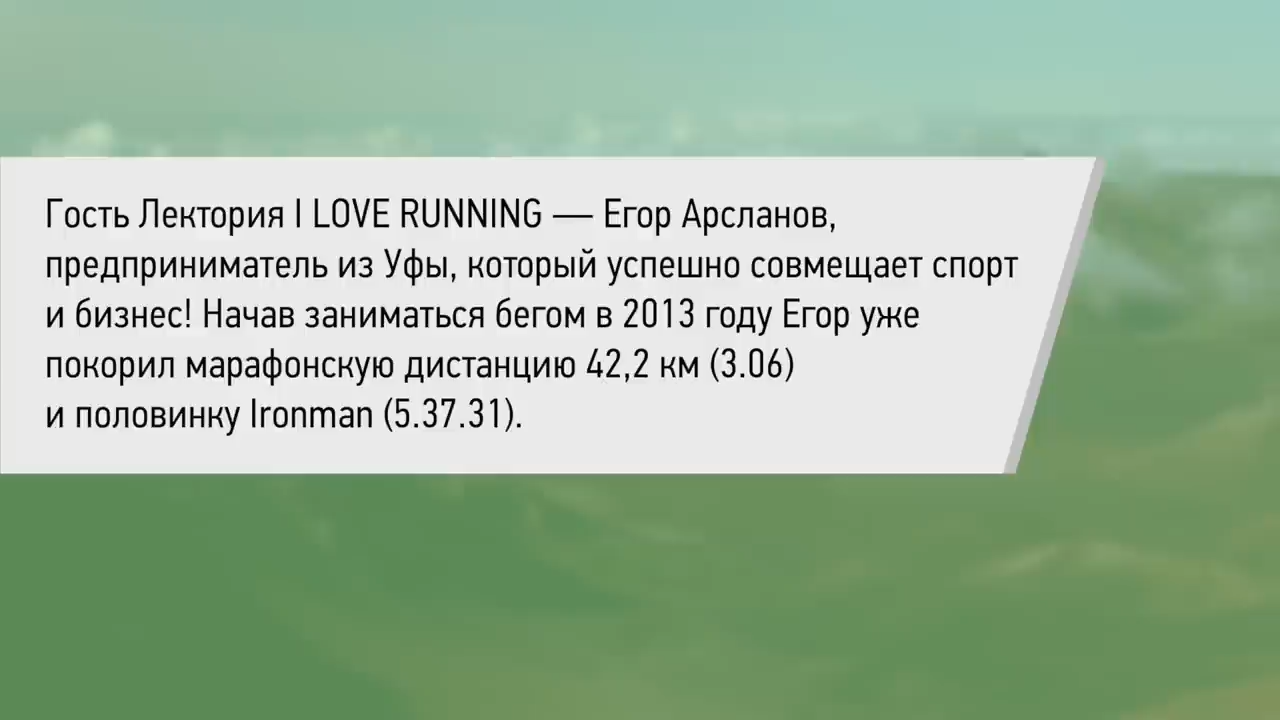 Гость Лектория I LOVE RUNNING — Егор Арсланов,
предприниматель из Уфы, который успешно совмещает спорт
и бизнес! Начав заниматься бегом в 2013 году Егор уже
покорил марафонскую дистанцию 42,2 км (3.06)
и половинку Ironman (5.37.31).